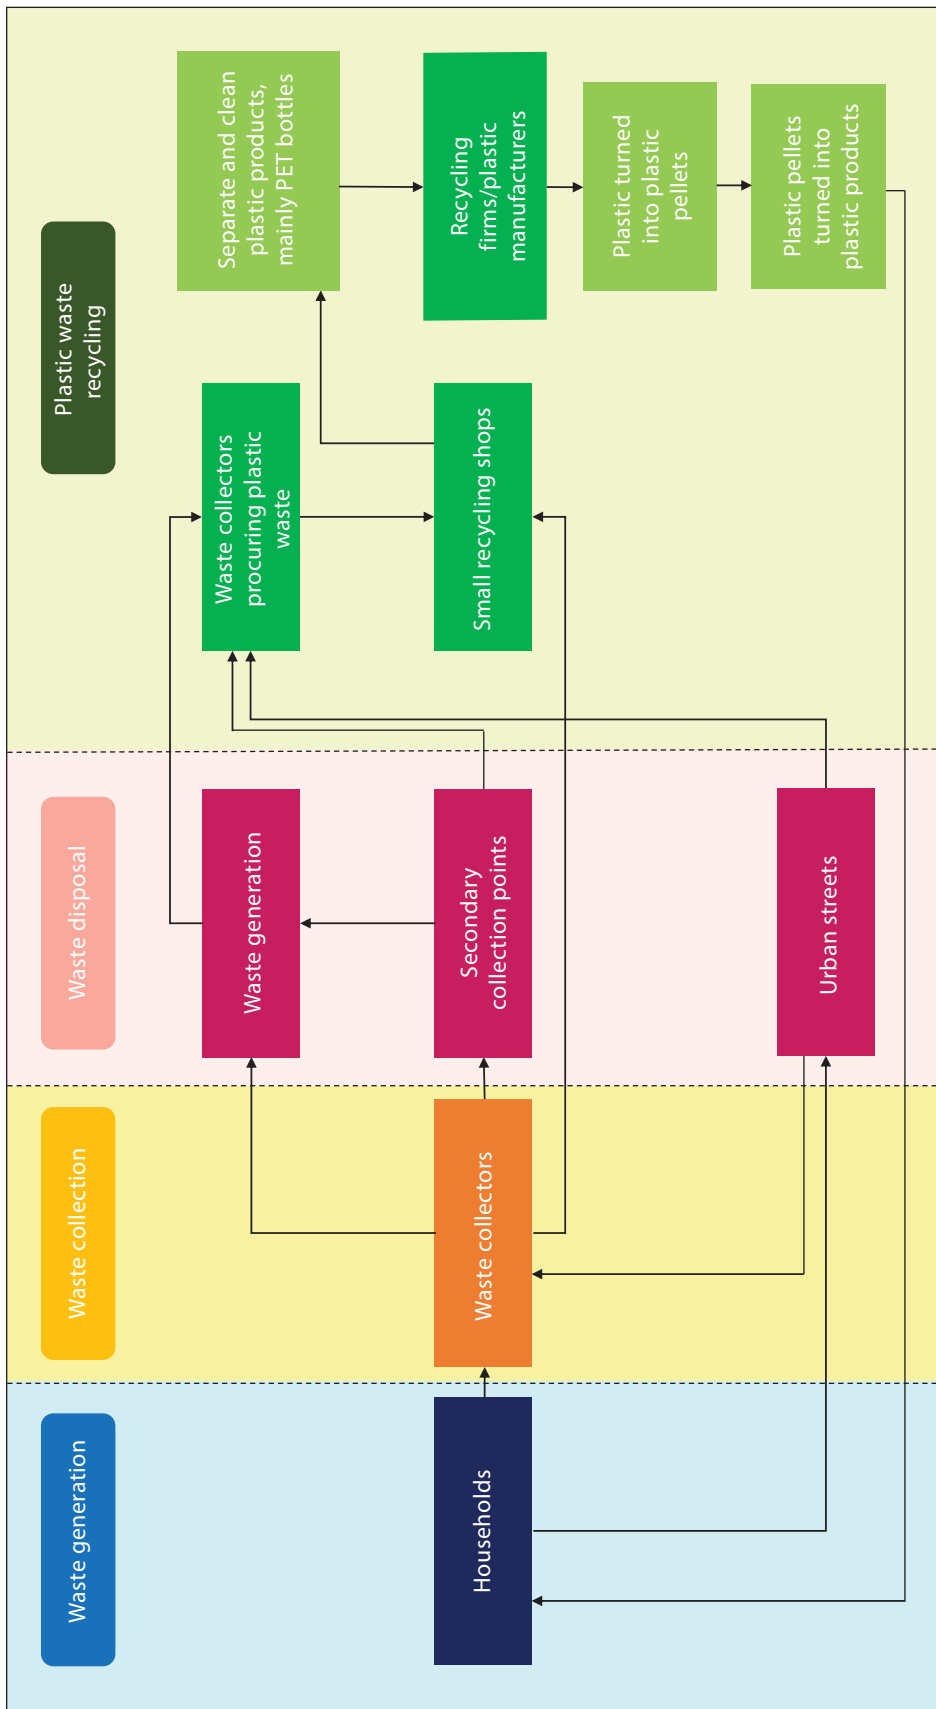 Waste generation
Waste collection
Waste disposal
Plastic waste
recycling
Households
Waste collectors
Waste generation
Secondary
collection points
Urban streets
Waste collectors
procuring plastic
waste
Small recycling shops
Separate and clean
plastic products,
mainly PET bottles
Recycling
firms/plastic
manufacturers
Plastic turned
into plastic
pellets
Plastic pellets
turned into
plastic products